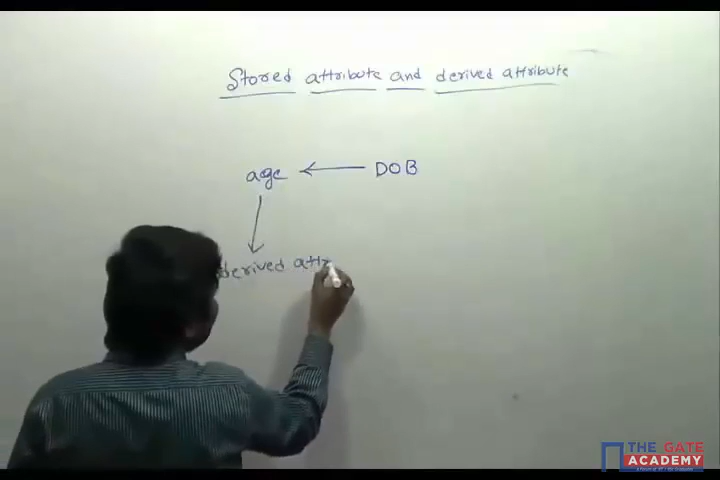 Stored attribute and derived attribute
age ← DOB
derived attr
THE GATE
ACADEMY